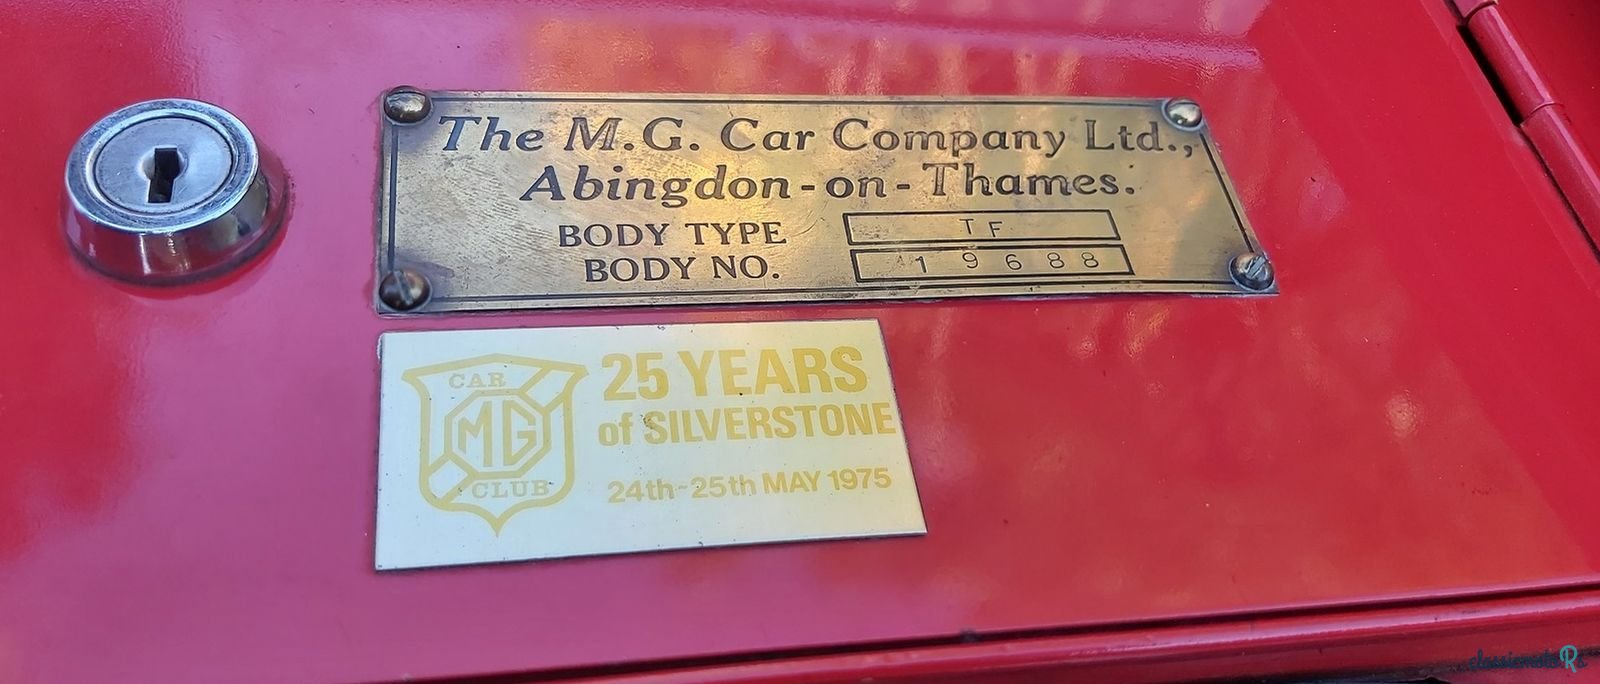 The M.G. Car Company Ltd.,
Abingdon-on-Thames.
BODY TYPE TF
BODY NO. 19688
CAR
MG
CLUB
25 YEARS
of SILVERSTONE
24th-25th MAY 1975
classicmotoRs